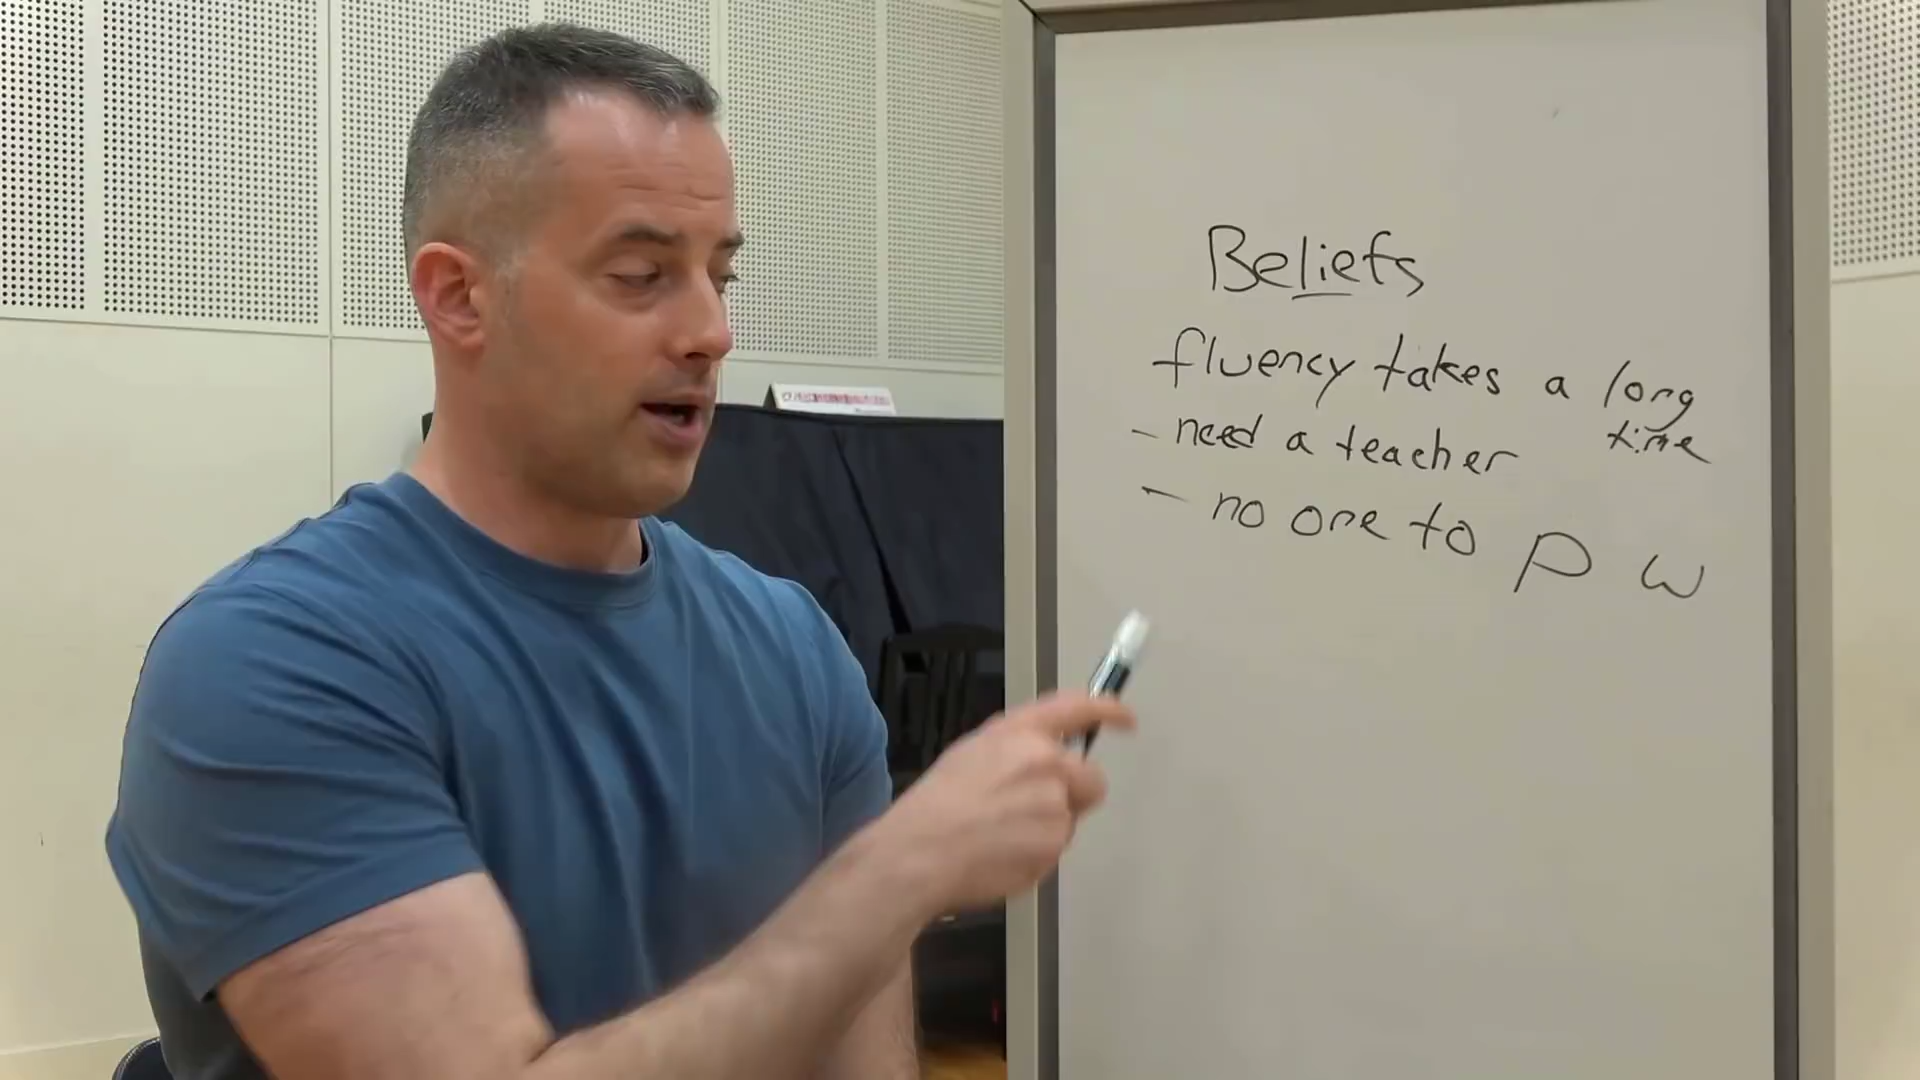 Beliefs
fluency takes a long
time
- need a teacher
- no one to p w